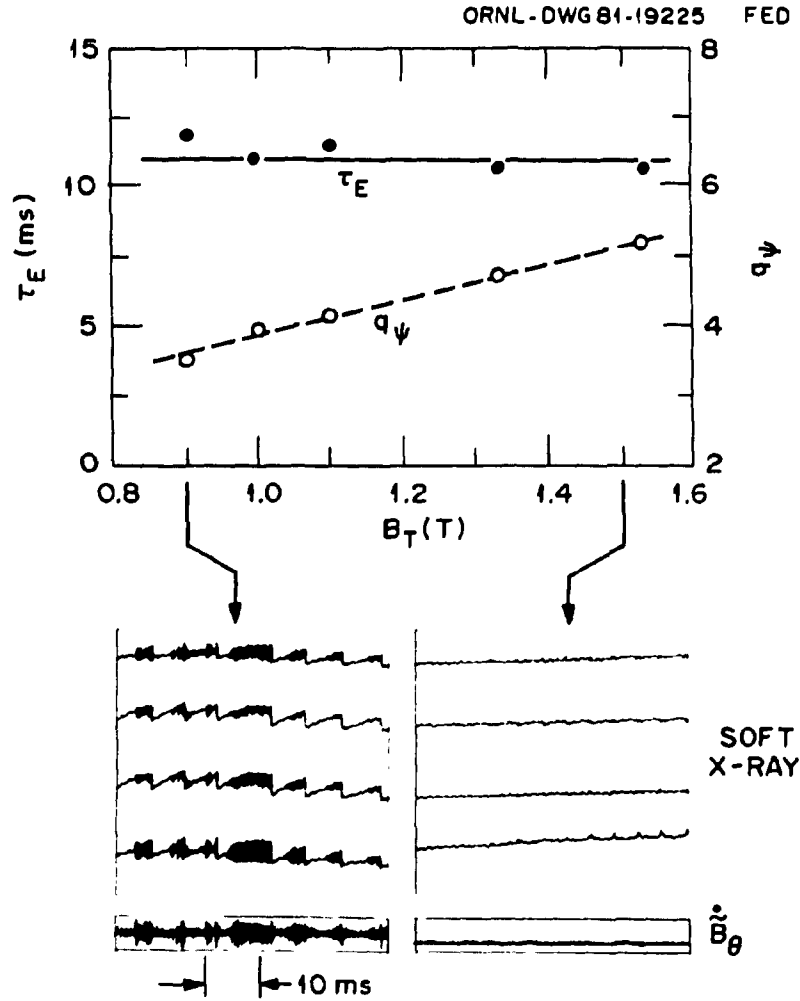 ORNL-DWG 81-19225 FED
15
10
5
0
τE (ms)
8
6
4
2
qψ
τE
qψ
0.8 1.0 1.2 1.4 1.6
BT (T)
SOFT
X-RAY
B̃̇θ
10 ms